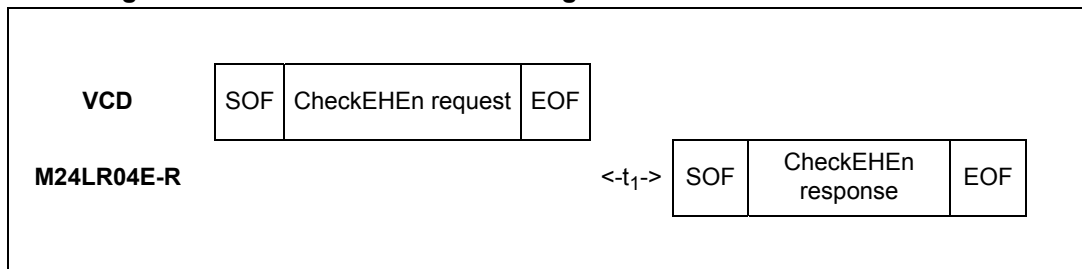 VCD SOF CheckEHEn request EOF
M24LR04E-R <-t1-> SOF CheckEHEn response EOF